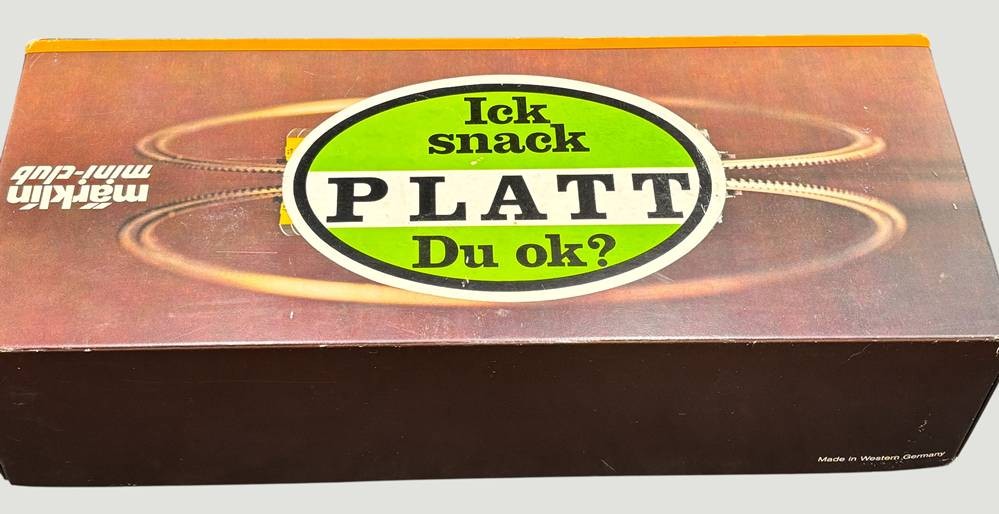 Ick
snack
PLATT
Du ok?
märklin
mini-club
Made in Western Germany